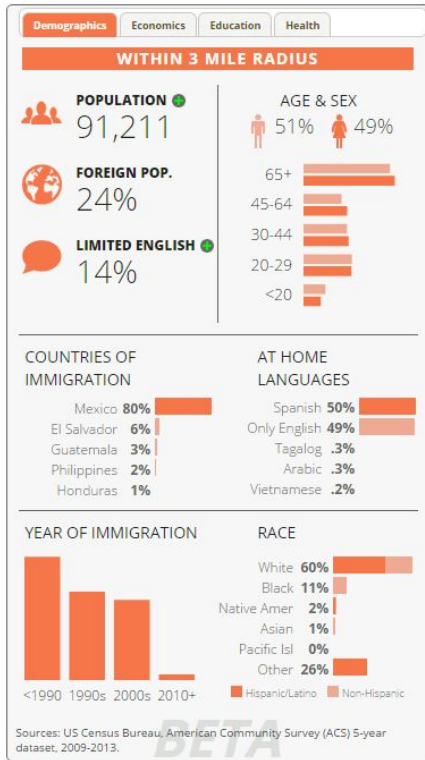 Demographics Economics Education Health
WITHIN 3 MILE RADIUS
POPULATION
91,211
FOREIGN POP.
24%
LIMITED ENGLISH
14%
AGE & SEX
51% 49%
65+
45-64
30-44
20-29
<20
COUNTRIES OF
IMMIGRATION
Mexico 80%
El Salvador 6%
Guatemala 3%
Philippines 2%
Honduras 1%
AT HOME
LANGUAGES
Spanish 50%
Only English 49%
Tagalog .3%
Arabic .3%
Vietnamese .2%
YEAR OF IMMIGRATION
<1990 1990s 2000s 2010+
RACE
White 60%
Black 11%
Native Amer 2%
Asian 1%
Pacific Isl 0%
Other 26%
Hispanic/Latino Non-Hispanic
Sources: US Census Bureau, American Community Survey (ACS) 5-year
dataset, 2009-2013.
BETA